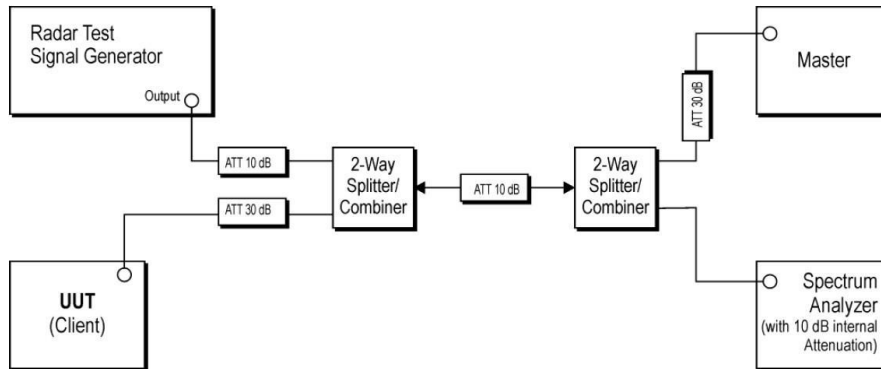 Radar Test
Signal Generator
Output
ATT 10 dB
ATT 30 dB
UUT
(Client)
2-Way
Splitter/
Combiner
ATT 10 dB
2-Way
Splitter/
Combiner
ATT 30 dB
Master
Spectrum
Analyzer
(with 10 dB internal
Attenuation)